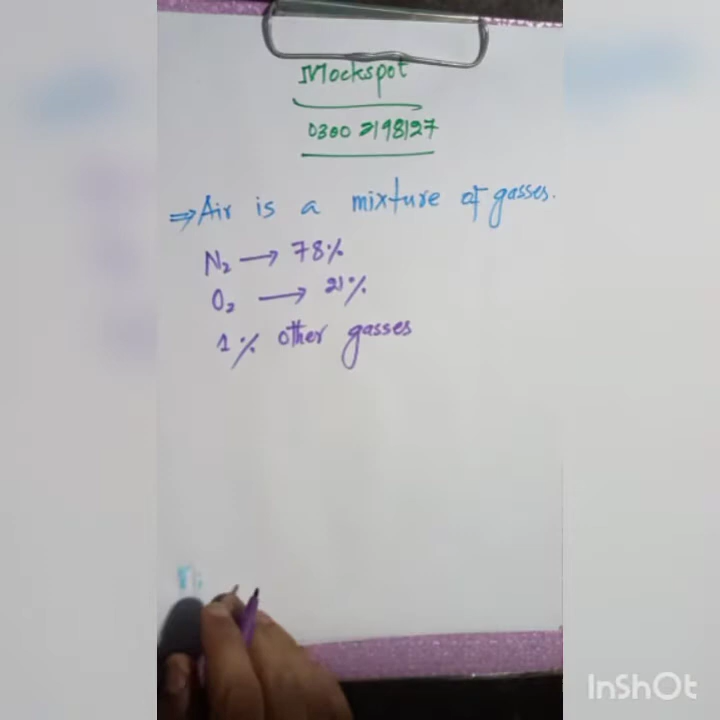 Mockspot
0300 2198127
⇒ Air is a mixture of gasses.
N₂ → 78%
O₂ → 21%
1% other gasses
InShOt